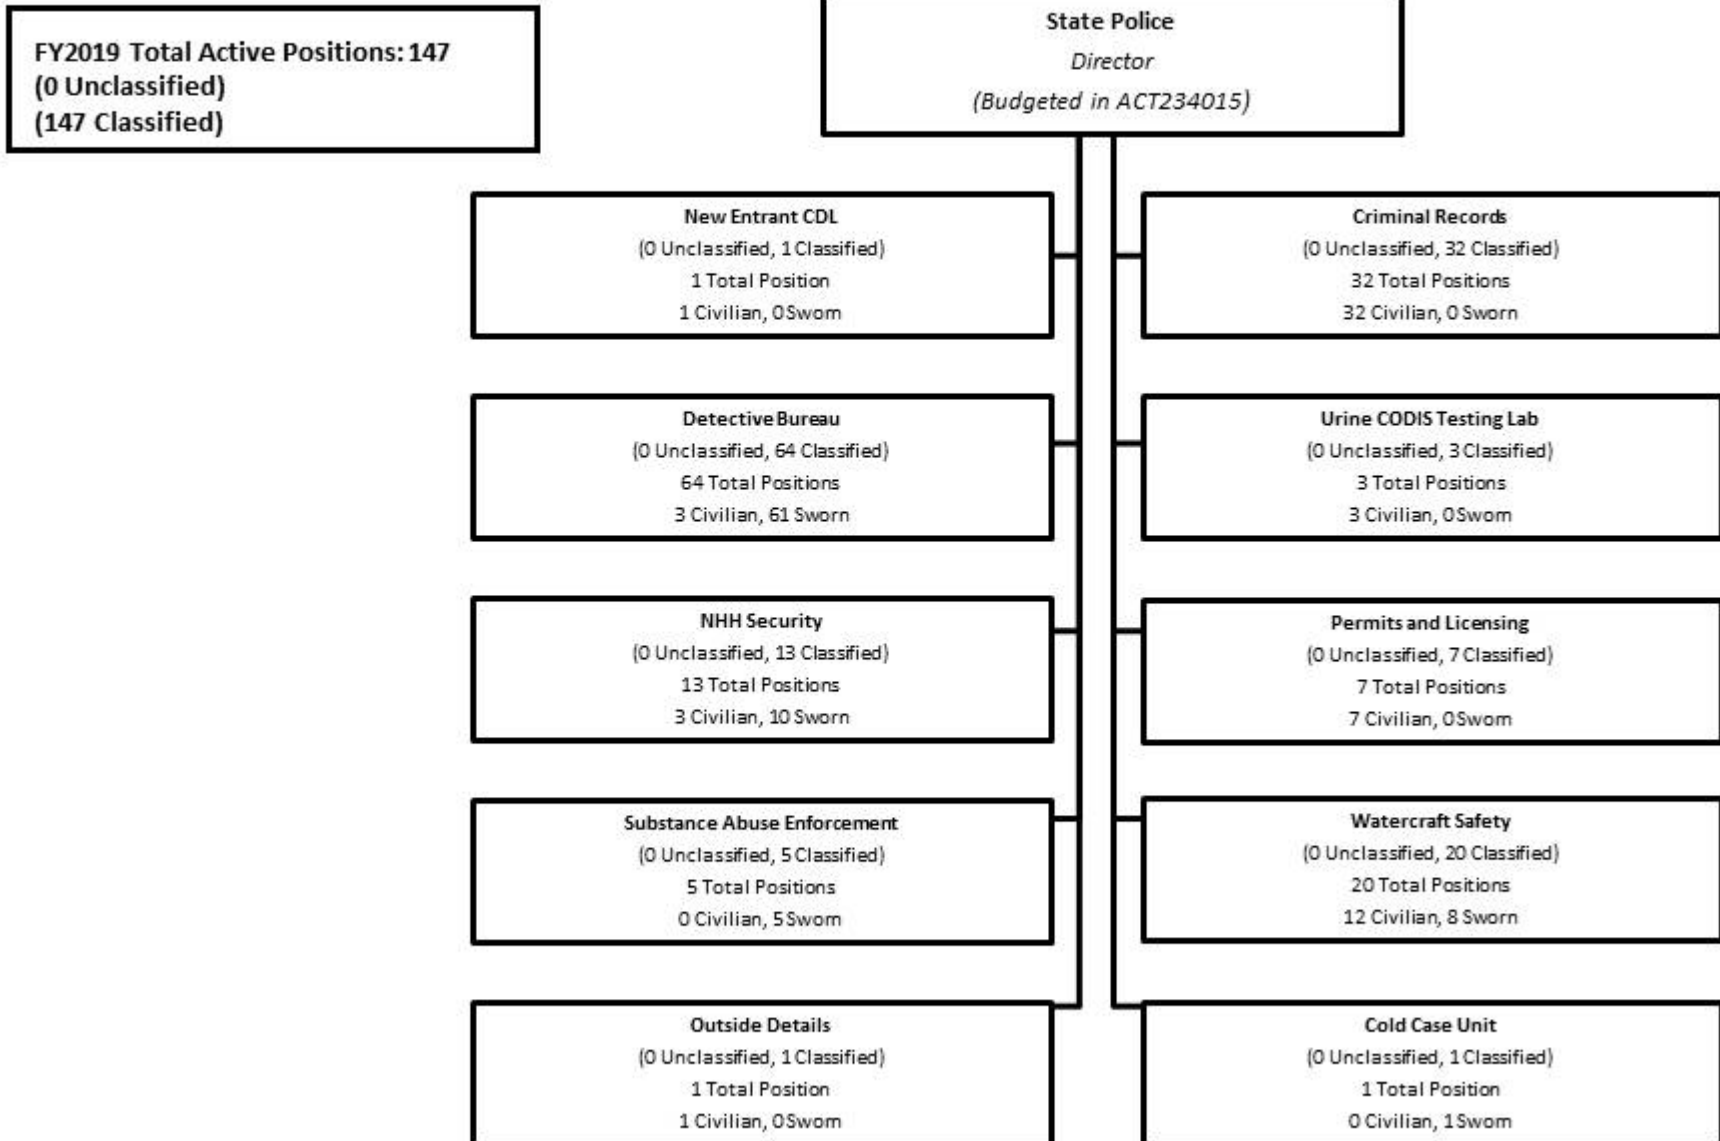 FY2019 Total Active Positions: 147
(0 Unclassified)
(147 Classified)
State Police
Director
(Budgeted in ACT234015)
New Entrant CDL
(0 Unclassified, 1 Classified)
1 Total Position
1 Civilian, 0 Sworn
Criminal Records
(0 Unclassified, 32 Classified)
32 Total Positions
32 Civilian, 0 Sworn
Detective Bureau
(0 Unclassified, 64 Classified)
64 Total Positions
3 Civilian, 61 Sworn
Urine CODIS Testing Lab
(0 Unclassified, 3 Classified)
3 Total Positions
3 Civilian, 0 Sworn
NHH Security
(0 Unclassified, 13 Classified)
13 Total Positions
3 Civilian, 10 Sworn
Permits and Licensing
(0 Unclassified, 7 Classified)
7 Total Positions
7 Civilian, 0 Sworn
Substance Abuse Enforcement
(0 Unclassified, 5 Classified)
5 Total Positions
0 Civilian, 5 Sworn
Watercraft Safety
(0 Unclassified, 20 Classified)
20 Total Positions
12 Civilian, 8 Sworn
Outside Details
(0 Unclassified, 1 Classified)
1 Total Position
1 Civilian, 0 Sworn
Cold Case Unit
(0 Unclassified, 1 Classified)
1 Total Position
0 Civilian, 1 Sworn